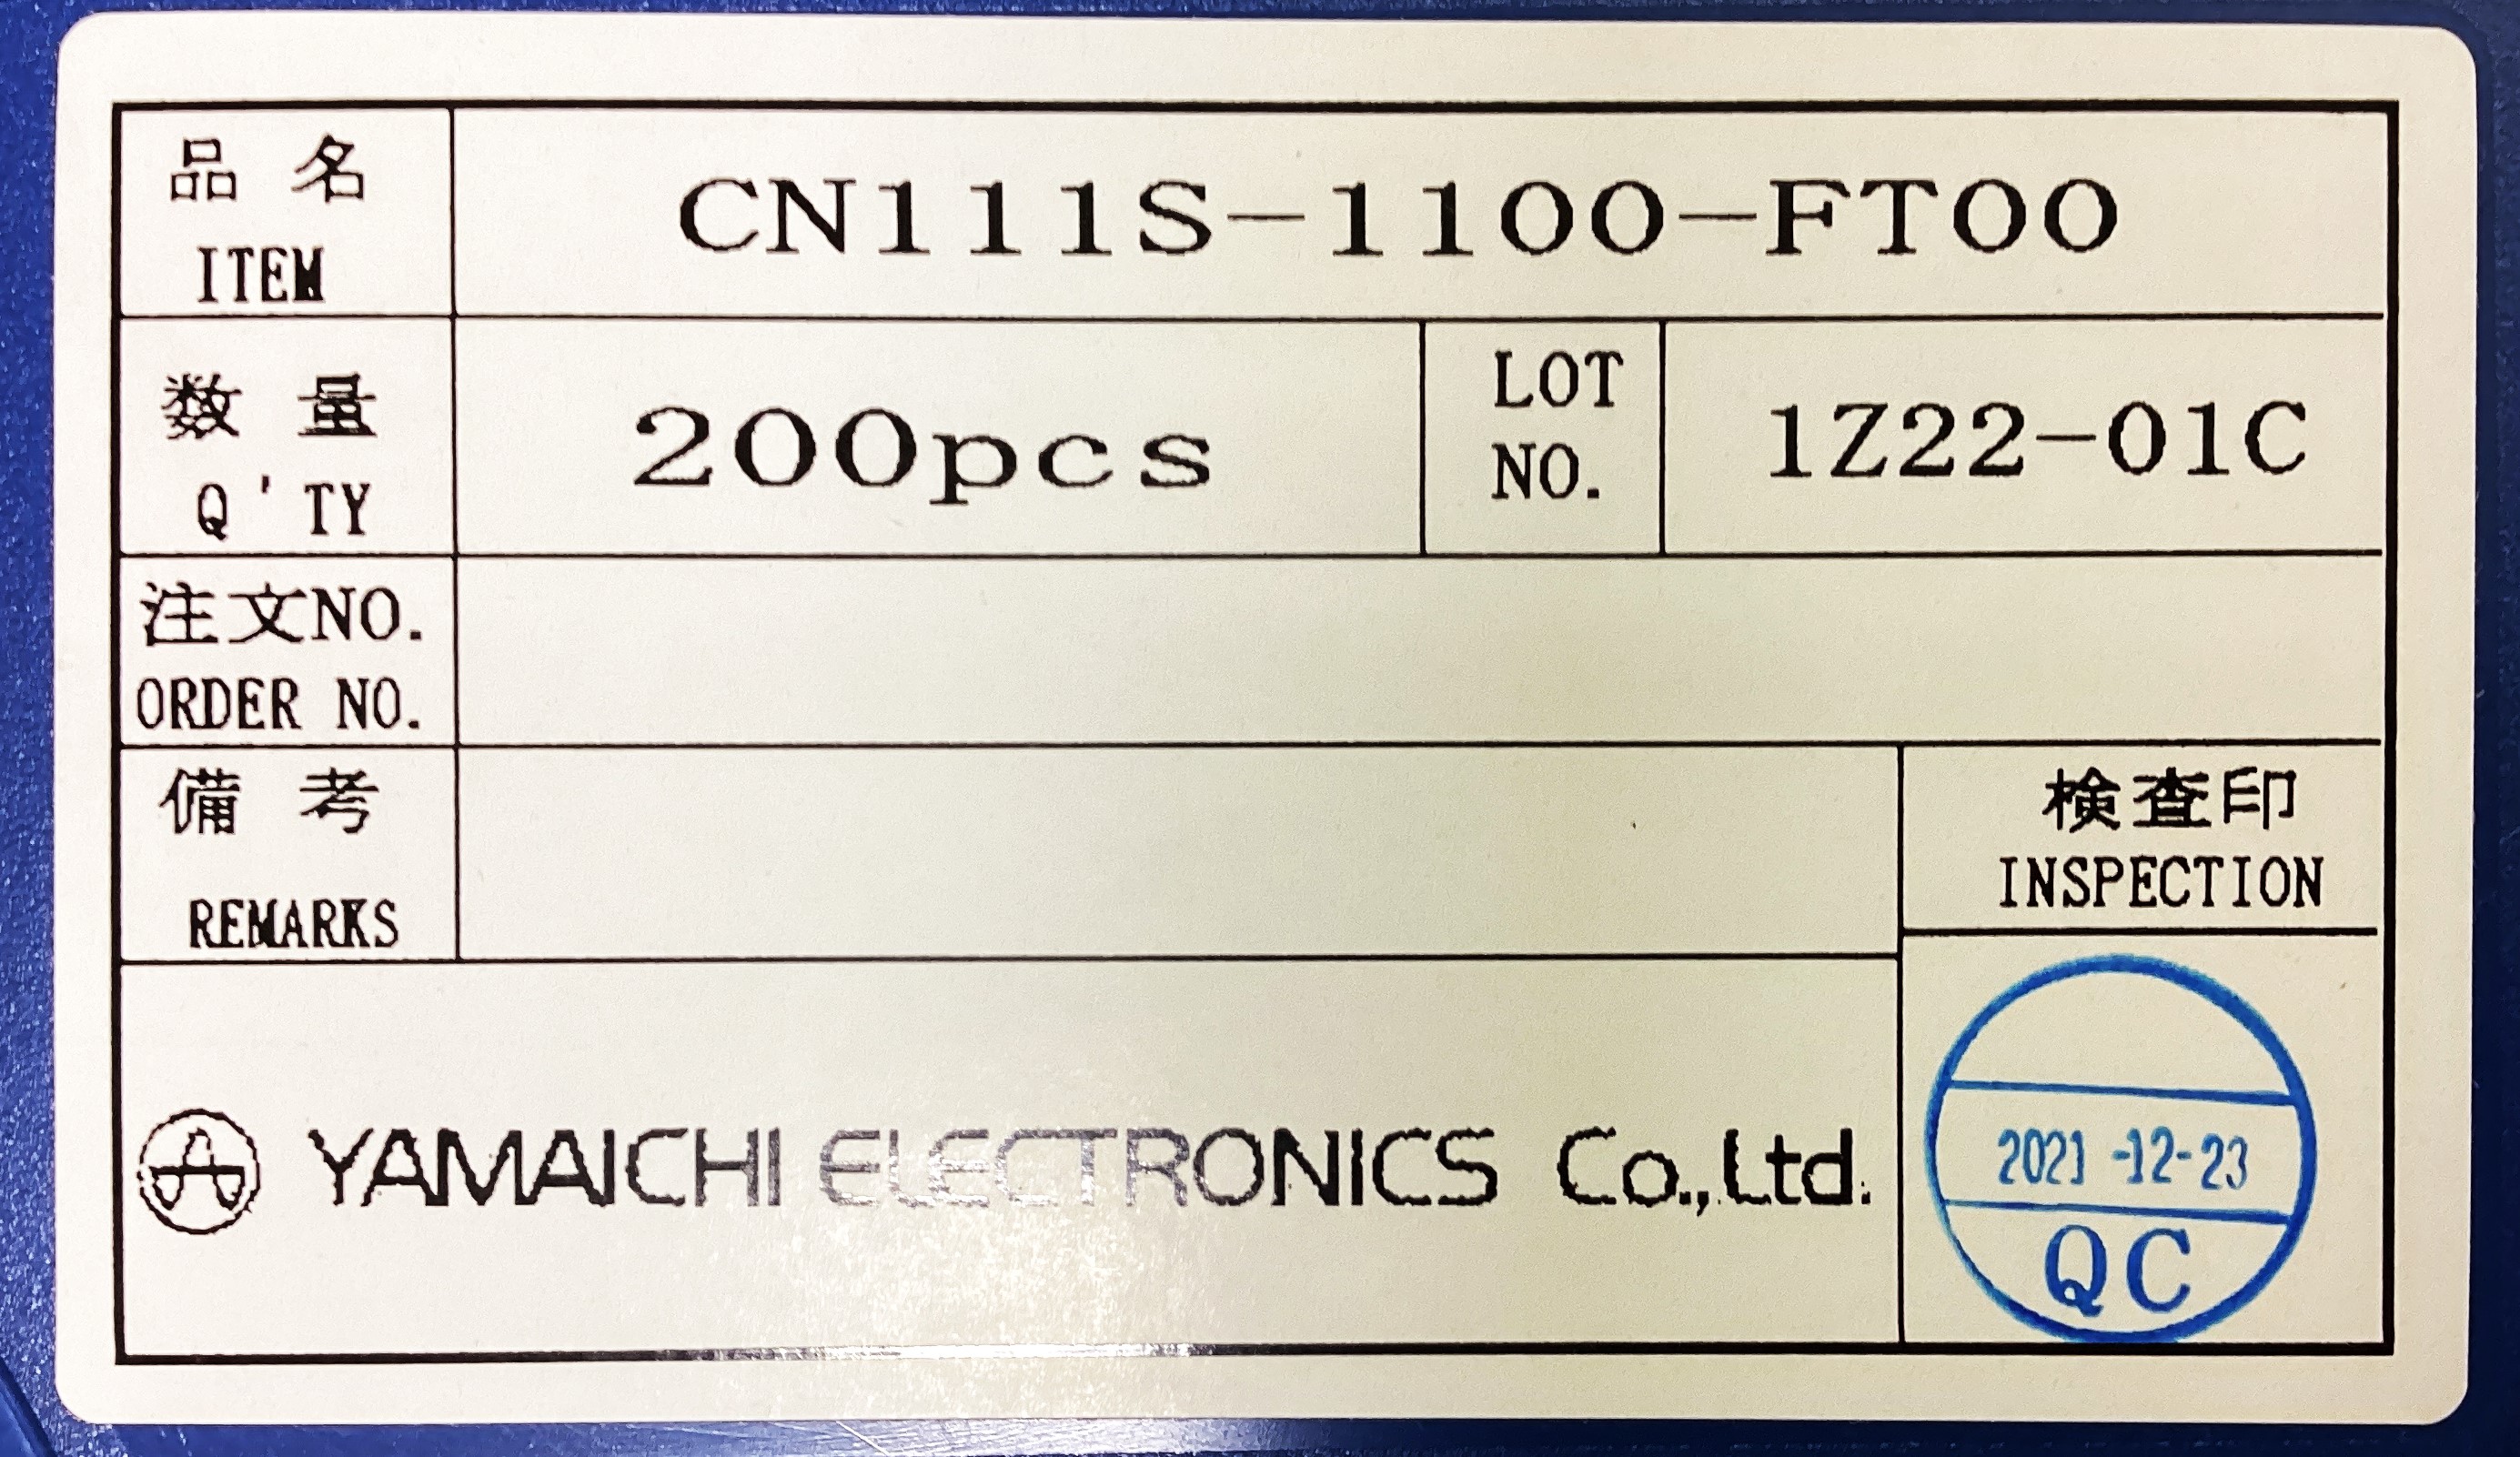 品名
ITEM
CN111S-1100-FT00
数量
Q'TY
200pcs
LOT
NO.
1Z22-01C
注文NO.
ORDER NO.
備考
REMARKS
検査印
INSPECTION
YAMAICHI ELECTRONICS Co.,Ltd.
2021-12-23
QC